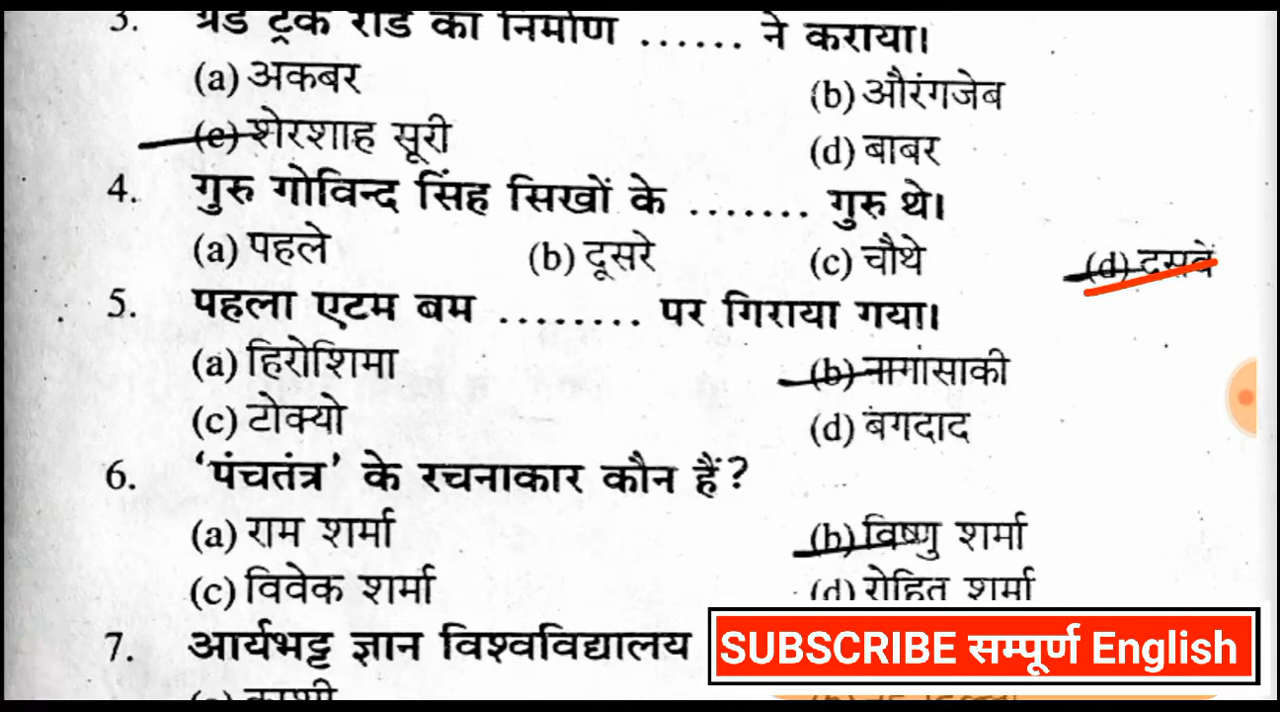 3. ग्रैंड ट्रंक रोड का निर्माण ...... ने कराया।
(a) अकबर (b) औरंगजेब
(c) शेरशाह सूरी (d) बाबर
4. गुरु गोविन्द सिंह सिखों के ....... गुरु थे।
(a) पहले (b) दूसरे (c) चौथे (d) दसवें
5. पहला एटम बम ........ पर गिराया गया।
(a) हिरोशिमा (b) नागासाकी
(c) टोक्यो (d) बगदाद
6. 'पंचतंत्र' के रचनाकार कौन हैं?
(a) राम शर्मा (b) विष्णु शर्मा
(c) विवेक शर्मा (d) रोहित शर्मा
7. आर्यभट्ट ज्ञान विश्वविद्यालय
SUBSCRIBE सम्पूर्ण English